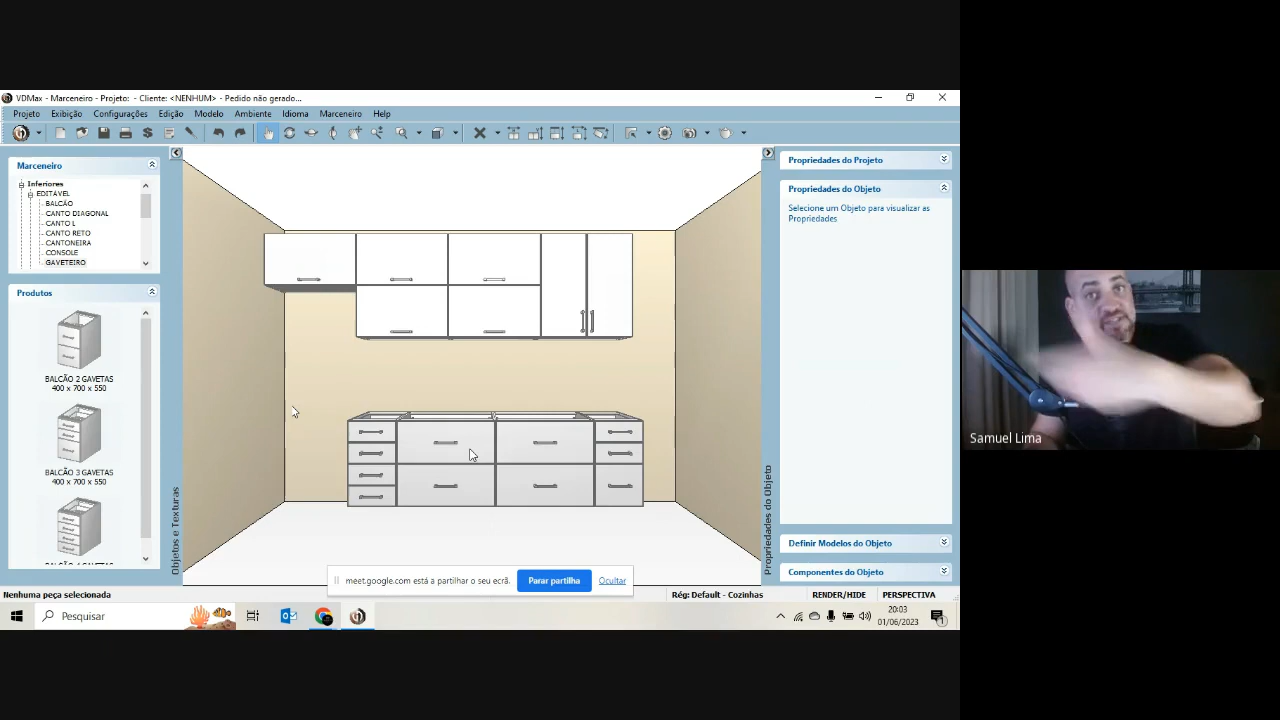 VDMax - Marceneiro - Projeto: - Cliente: <NENHUM> - Pedido não gerado...
Projeto Exibição Configurações Edição Modelo Ambiente Idioma Marceneiro Help
Marceneiro
Inferiores
EDITÁVEL
BALCÃO
CANTO DIAGONAL
CANTO L
CANTO RETO
CANTONEIRA
CONSOLE
GAVETEIRO
Produtos
BALCÃO 2 GAVETAS
400 x 700 x 550
BALCÃO 3 GAVETAS
400 x 700 x 550
Objetos e Texturas
Propriedades do Objeto
Propriedades do Projeto
Propriedades do Objeto
Selecione um Objeto para visualizar as
Propriedades
Definir Modelos do Objeto
Componentes do Objeto
Samuel Lima
meet.google.com está a partilhar o seu ecrã.
Parar partilha
Ocultar
Nenhuma peça selecionada
Rég: Default - Cozinhas
RENDER/HIDE
PERSPECTIVA
Pesquisar
20:03
01/06/2023
1